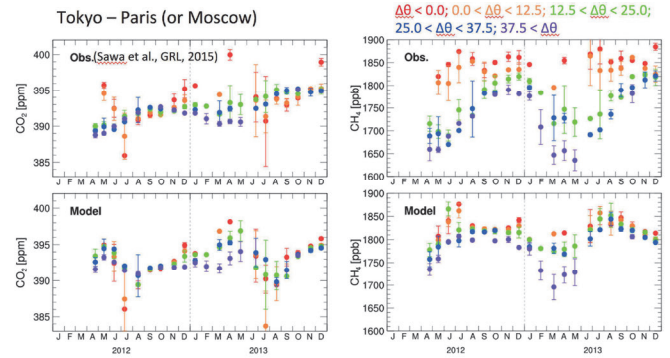 Tokyo – Paris (or Moscow)
Δθ < 0.0; 0.0 < Δθ < 12.5; 12.5 < Δθ < 25.0;
25.0 < Δθ < 37.5; 37.5 < Δθ
Obs. (Sawa et al., GRL, 2015)
CO2 [ppm]
400
395
390
385
J F M A M J J A S O N D J F M A M J J A S O N D
Obs.
CH4 [ppm]
1900
1850
1800
1750
1700
1650
1600
J F M A M J J A S O N D J F M A M J J A S O N D
Model
CO2 [ppm]
400
395
390
385
J F M A M J J A S O N D J F M A M J J A S O N D
2012 2013
Model
CH4 [ppm]
1900
1850
1800
1750
1700
1650
1600
J F M A M J J A S O N D J F M A M J J A S O N D
2012 2013